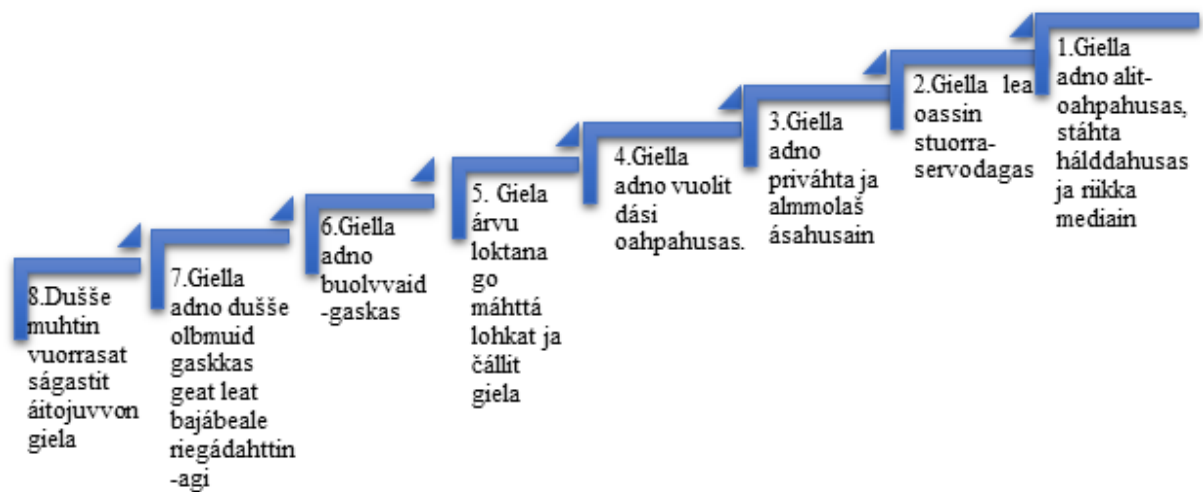 8.Dušše
muhtin
vuorrasat
ságastit
áitojuvvon
giela
7.Giella
adno dušše
olbmuid
gaskkas
geat leat
bajábeale
riegádahttin
-agi
6.Giella
adno
buolvvaid
-gaskas
5. Giela
árvu
loktana
go
máhttá
lohkat ja
čállit
giela
4.Giella
adno vuolit
dási
oahpahusas.
3.Giella
adno
priváhta ja
almmolaš
ásahusain
2.Giella lea
oassin
stuorra-
servodagas
1.Giella
adno alit-
oahpahusas,
stáhta
hálddahusas
ja riikka
mediain